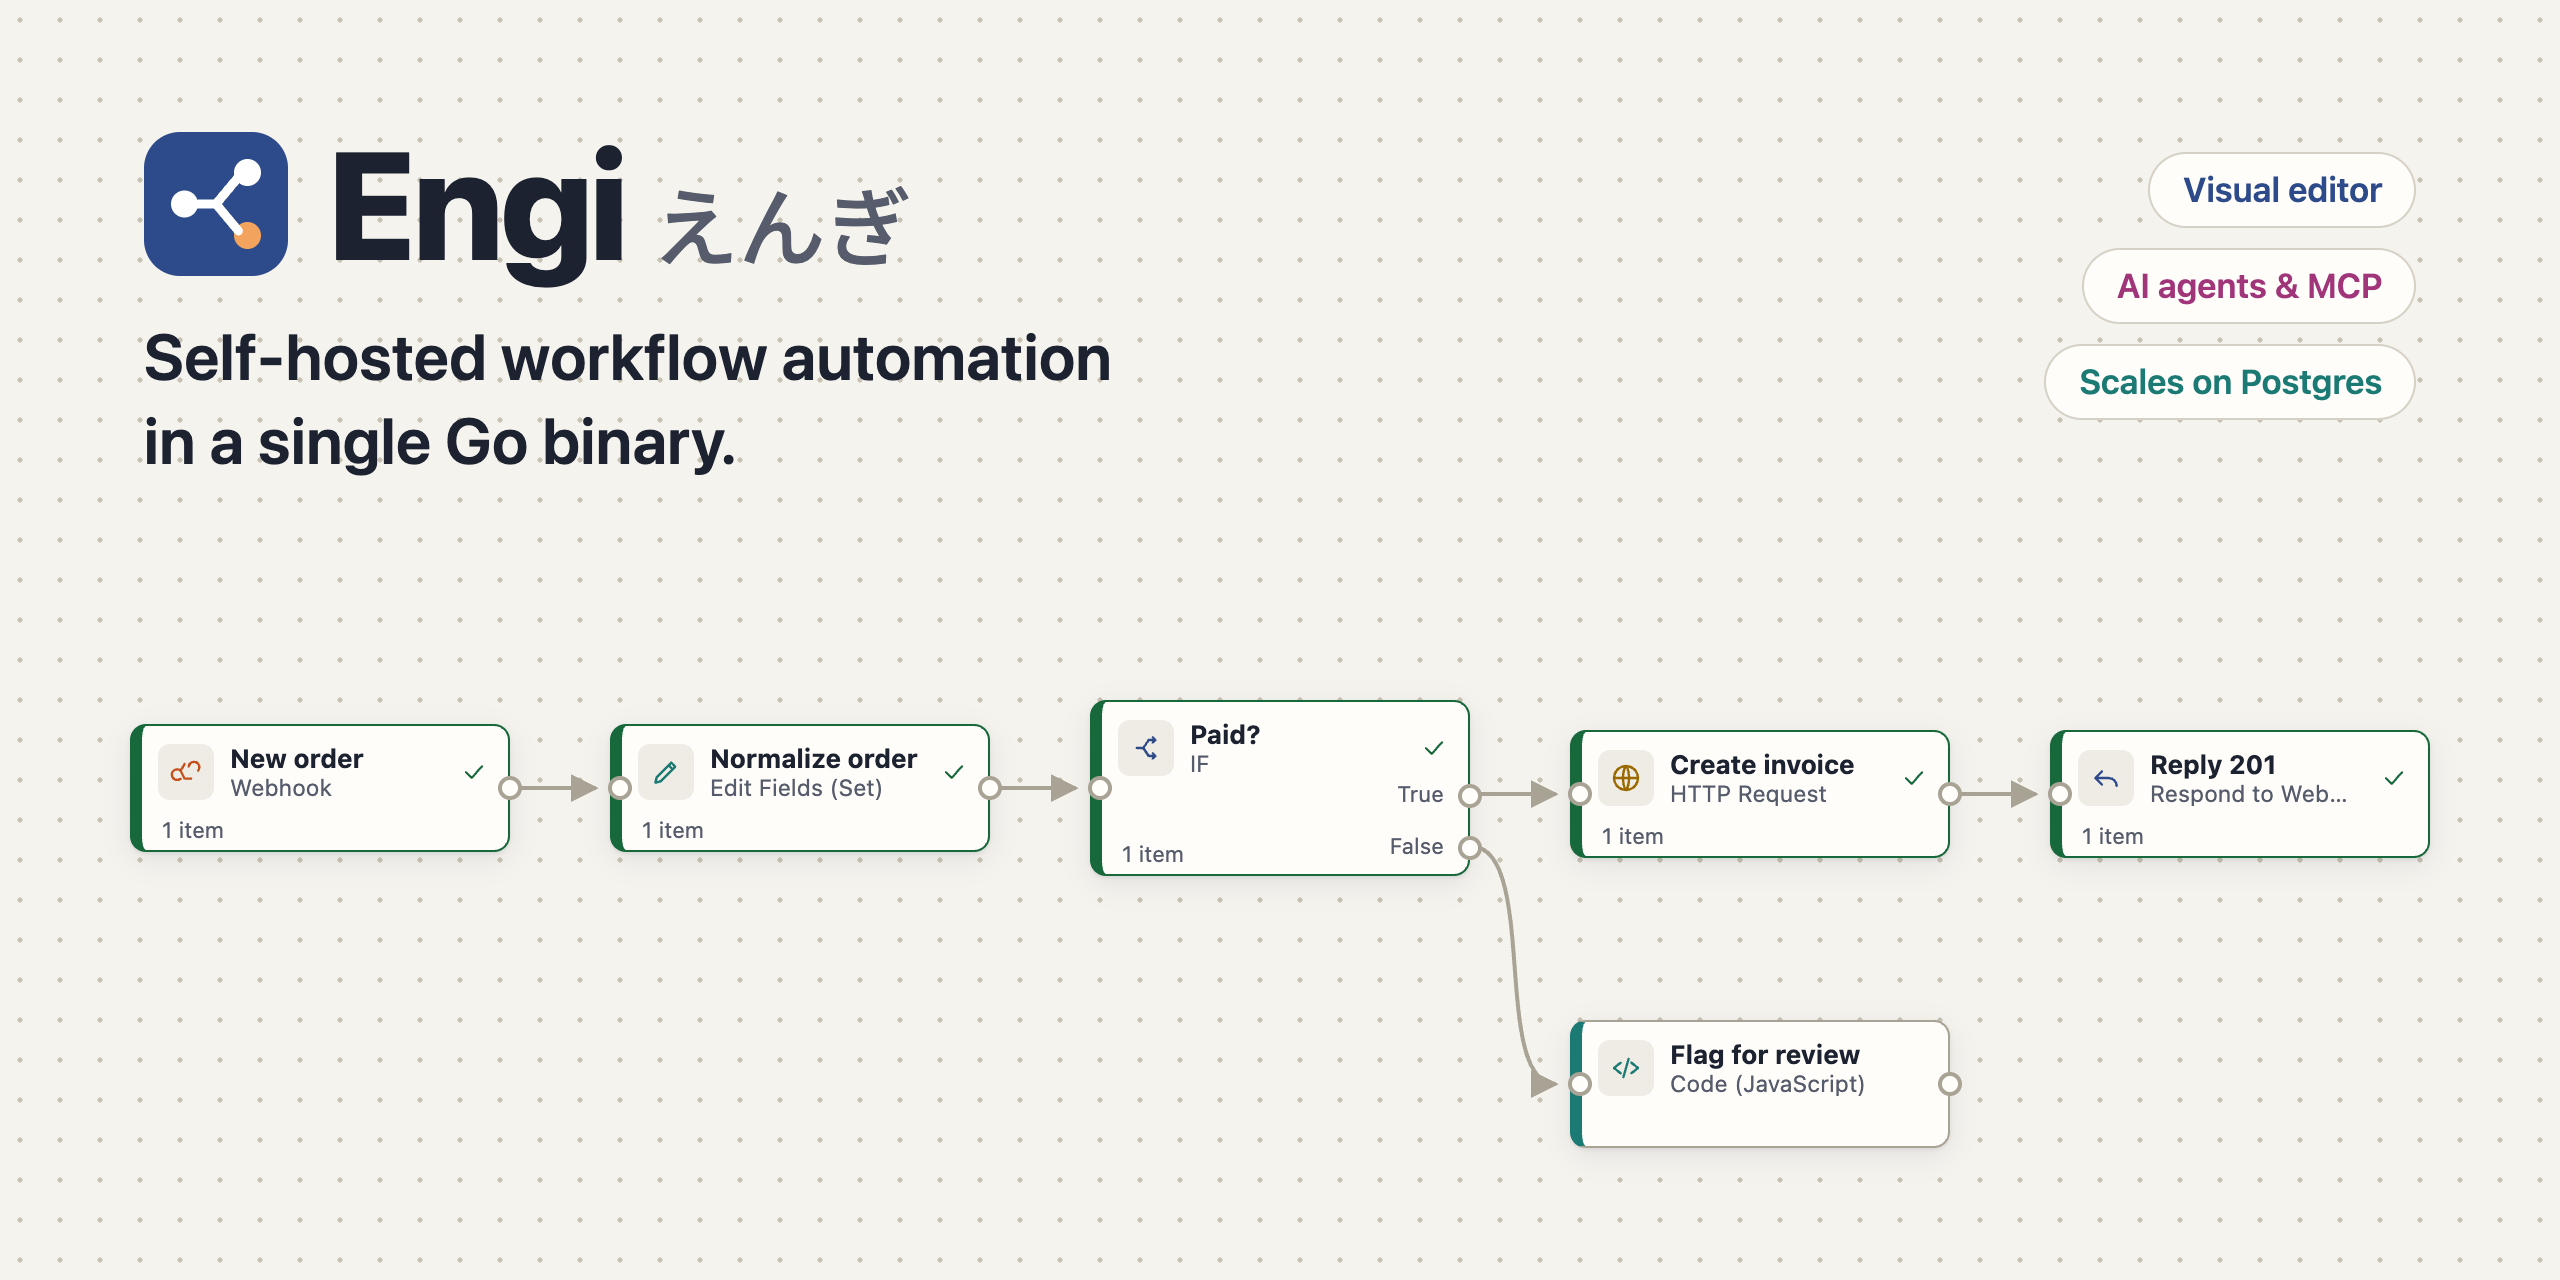 Engi えんぎ
Self-hosted workflow automation
in a single Go binary.
Visual editor
AI agents & MCP
Scales on Postgres
New order
Webhook
1 item
Normalize order
Edit Fields (Set)
1 item
Paid?
IF
True
False
1 item
Create invoice
HTTP Request
1 item
Reply 201
Respond to Web...
1 item
Flag for review
Code (JavaScript)